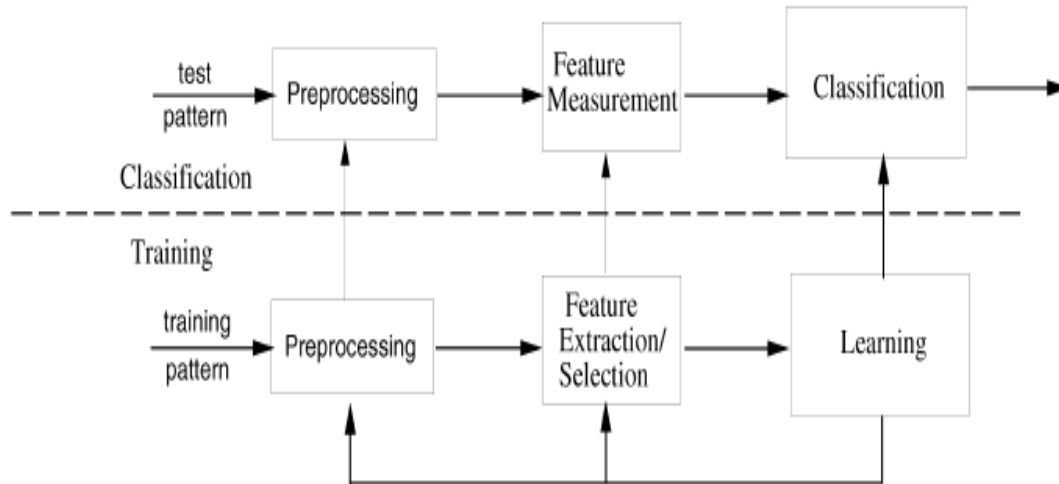 test
pattern
Preprocessing
Feature
Measurement
Classification
Classification
Training
training
pattern
Preprocessing
Feature
Extraction/
Selection
Learning